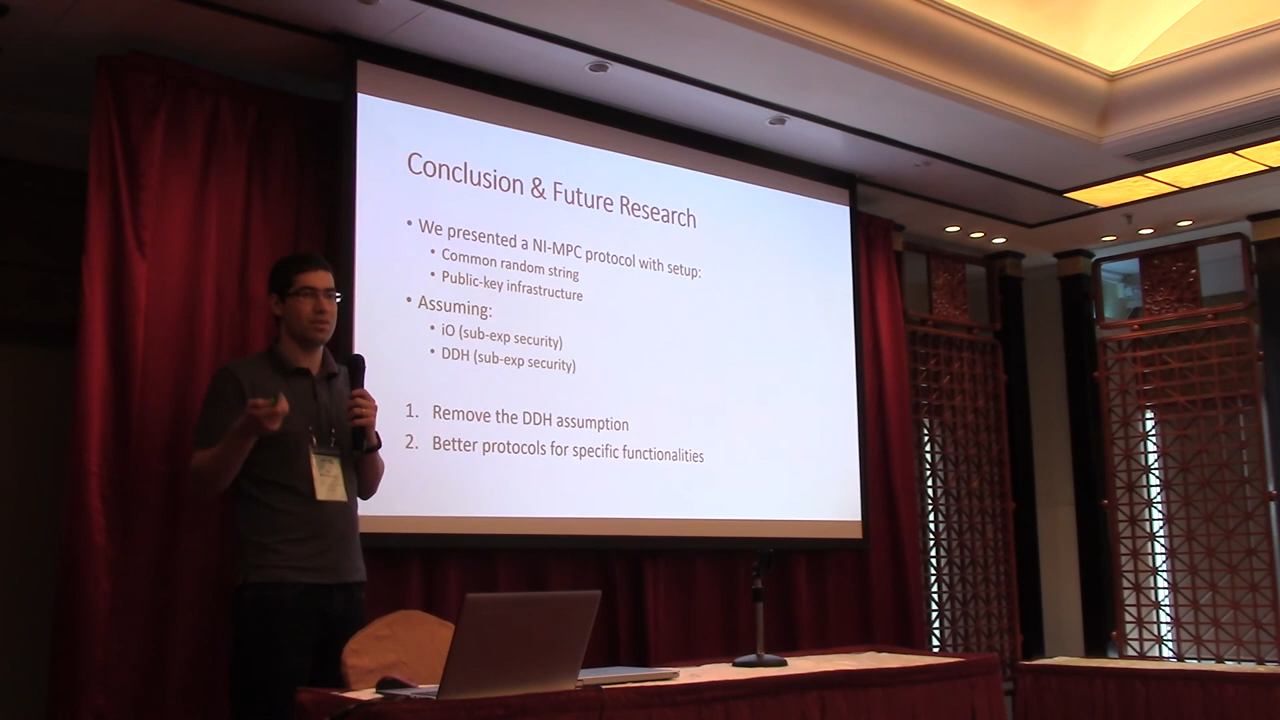 Conclusion & Future Research
• We presented a NI-MPC protocol with setup:
• Common random string
• Public-key infrastructure
• Assuming:
• iO (sub-exp security)
• DDH (sub-exp security)
1. Remove the DDH assumption
2. Better protocols for specific functionalities